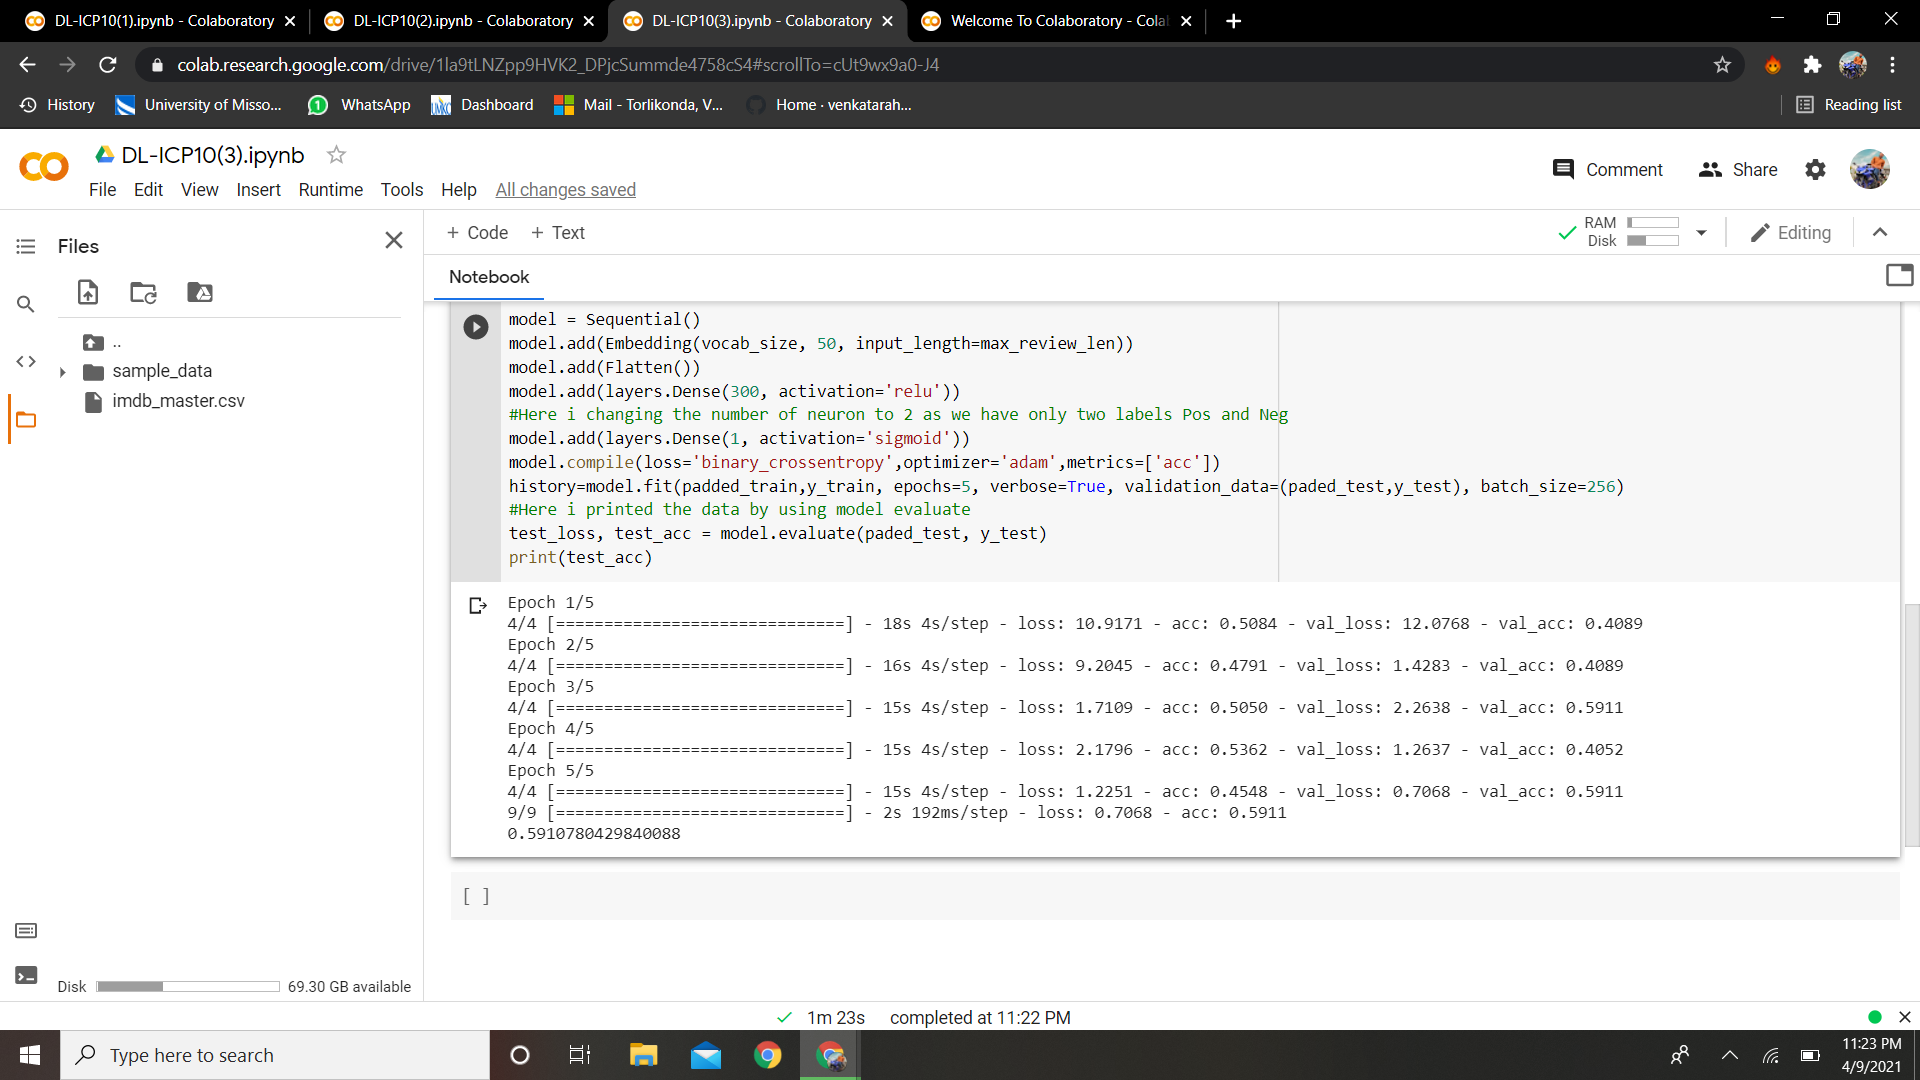 DL-ICP10(1).ipynb - Colaboratory
DL-ICP10(2).ipynb - Colaboratory
DL-ICP10(3).ipynb - Colaboratory
Welcome To Colaboratory - Cola
colab.research.google.com/drive/1la9tLNZpp9HVK2_DPjcSummde4758cS4#scrollTo=cUt9wx9a0-J4
History
University of Misso...
1
WhatsApp
UMKC
Dashboard
Mail - Torlikonda, V...
Home · venkatarah...
Reading list
DL-ICP10(3).ipynb
Comment
Share
File Edit View Insert Runtime Tools Help All changes saved
Files
+ Code + Text
RAM
Disk
Editing
Notebook
..
sample_data
imdb_master.csv
model = Sequential()
model.add(Embedding(vocab_size, 50, input_length=max_review_len))
model.add(Flatten())
model.add(layers.Dense(300, activation='relu'))
#Here i changing the number of neuron to 2 as we have only two labels Pos and Neg
model.add(layers.Dense(1, activation='sigmoid'))
model.compile(loss='binary_crossentropy',optimizer='adam',metrics=['acc'])
history=model.fit(padded_train,y_train, epochs=5, verbose=True, validation_data=(paded_test,y_test), batch_size=256)
#Here i printed the data by using model evaluate
test_loss, test_acc = model.evaluate(paded_test, y_test)
print(test_acc)
Epoch 1/5
4/4 [==============================] - 18s 4s/step - loss: 10.9171 - acc: 0.5084 - val_loss: 12.0768 - val_acc: 0.4089
Epoch 2/5
4/4 [==============================] - 16s 4s/step - loss: 9.2045 - acc: 0.4791 - val_loss: 1.4283 - val_acc: 0.4089
Epoch 3/5
4/4 [==============================] - 15s 4s/step - loss: 1.7109 - acc: 0.5050 - val_loss: 2.2638 - val_acc: 0.5911
Epoch 4/5
4/4 [==============================] - 15s 4s/step - loss: 2.1796 - acc: 0.5362 - val_loss: 1.2637 - val_acc: 0.4052
Epoch 5/5
4/4 [==============================] - 15s 4s/step - loss: 1.2251 - acc: 0.4548 - val_loss: 0.7068 - val_acc: 0.5911
9/9 [==============================] - 2s 192ms/step - loss: 0.7068 - acc: 0.5911
0.5910780429840088
[ ]
Disk
69.30 GB available
1m 23s completed at 11:22 PM
Type here to search
11:23 PM
4/9/2021